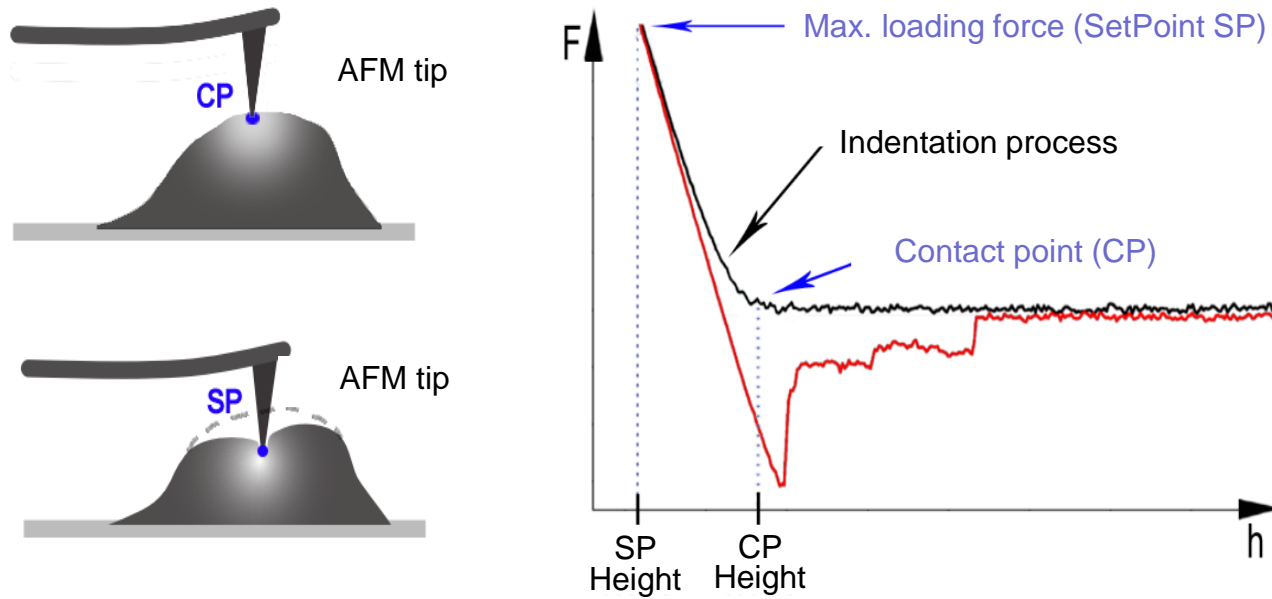 AFM tip
CP
AFM tip
SP
F
Max. loading force (SetPoint SP)
Indentation process
Contact point (CP)
SP
Height
CP
Height
h